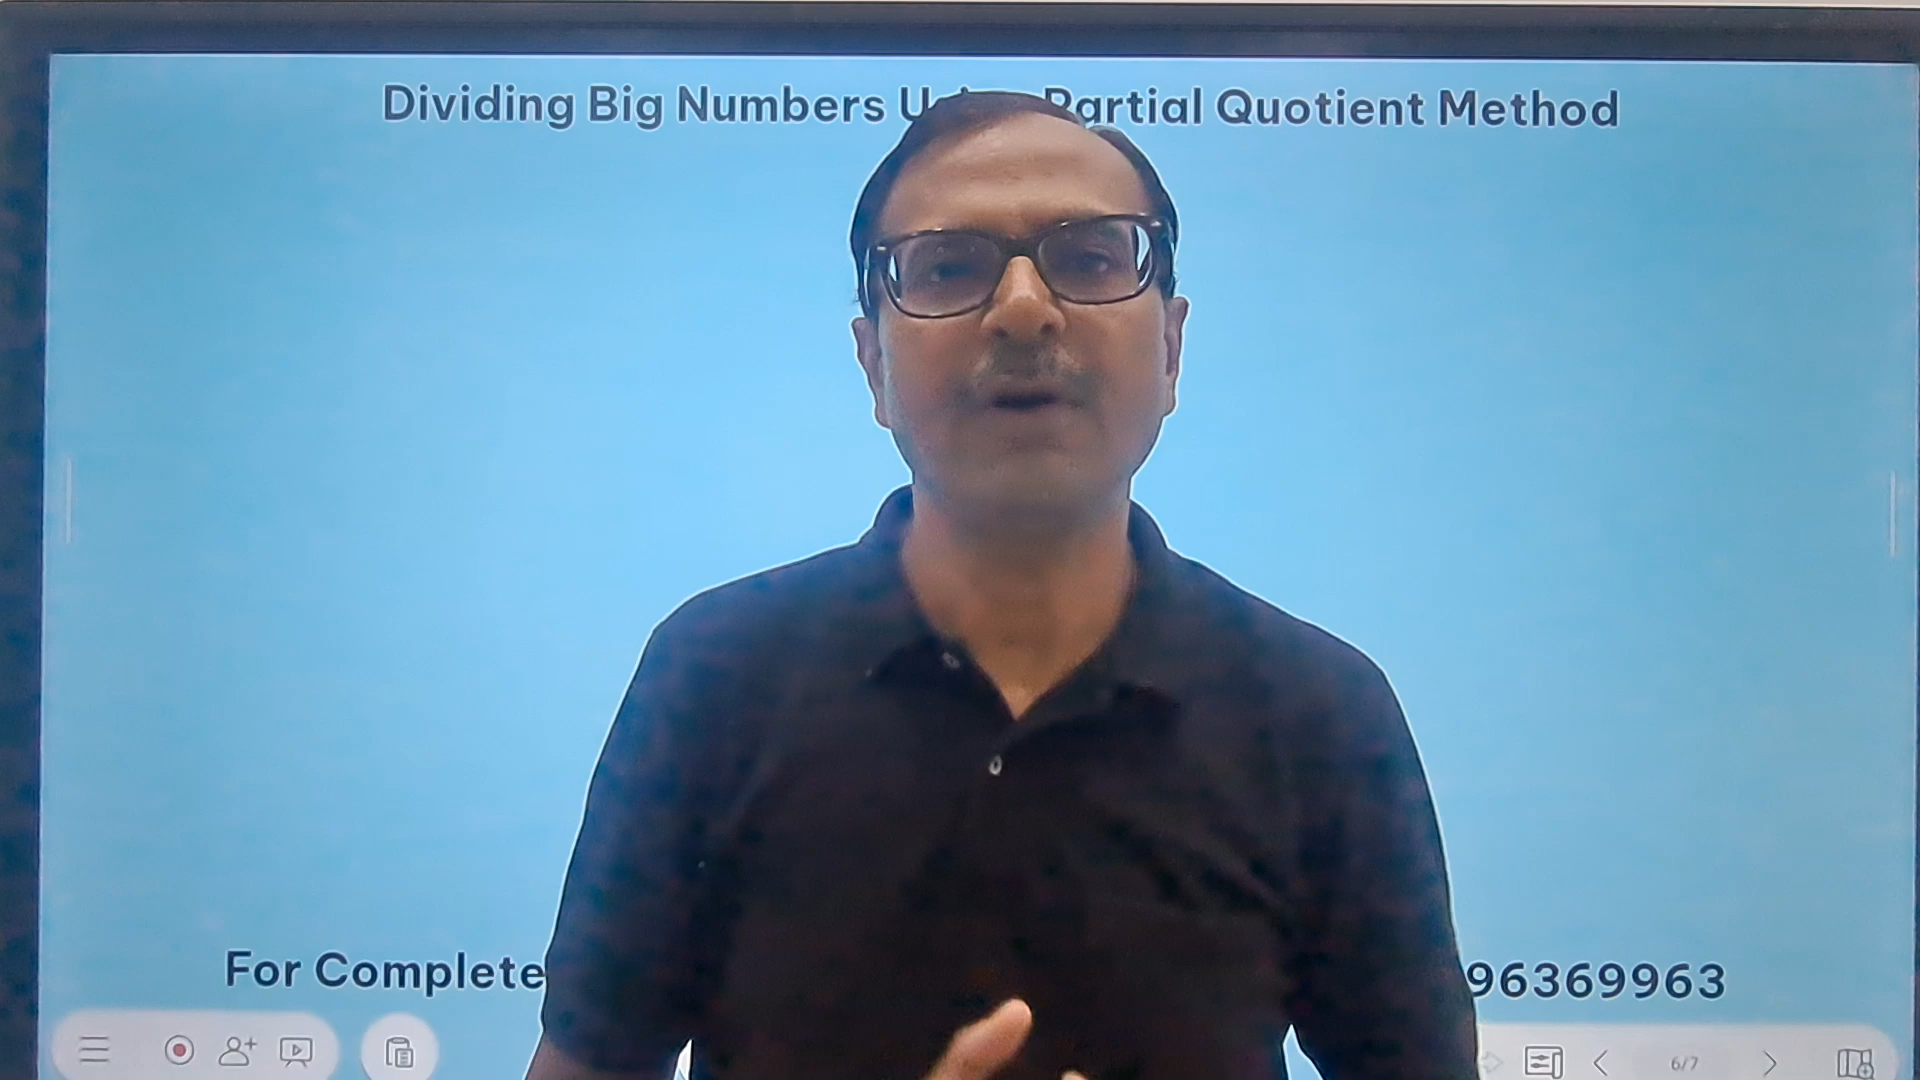 Dividing Big Numbers Partial Quotient Method
For Complete 96369963
6/7